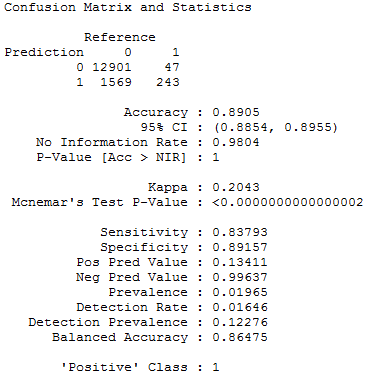 Confusion Matrix and Statistics
Reference
Prediction 0 1
0 12901 47
1 1569 243
Accuracy : 0.8905
95% CI : (0.8854, 0.8955)
No Information Rate : 0.9804
P-Value [Acc > NIR] : 1
Kappa : 0.2043
Mcnemar's Test P-Value : <0.0000000000000002
Sensitivity : 0.83793
Specificity : 0.89157
Pos Pred Value : 0.13411
Neg Pred Value : 0.99637
Prevalence : 0.01965
Detection Rate : 0.01646
Detection Prevalence : 0.12276
Balanced Accuracy : 0.86475
'Positive' Class : 1